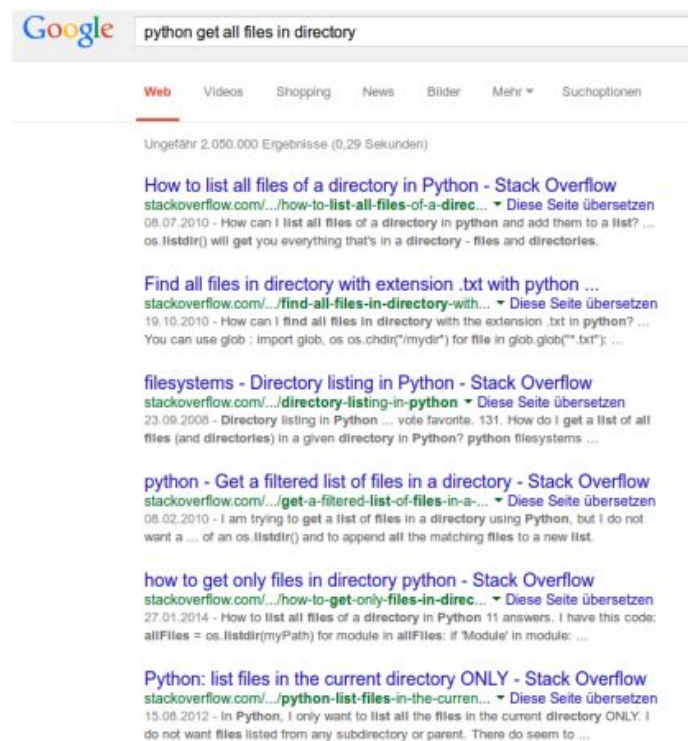 Google python get all files in directory
Web Videos Shopping News Bilder Mehr Suchoptionen
Ungefähr 2.050.000 Ergebnisse (0,29 Sekunden)
How to list all files of a directory in Python - Stack Overflow
stackoverflow.com/.../how-to-list-all-files-of-a-direc... Diese Seite übersetzen
08.07.2010 - How can I list all files of a directory in python and add them to a list? ...
os.listdir() will get you everything that's in a directory - files and directories.
Find all files in directory with extension .txt with python ...
stackoverflow.com/.../find-all-files-in-directory-with... Diese Seite übersetzen
19.10.2010 - How can I find all files in directory with the extension .txt in python? ...
You can use glob : import glob, os os.chdir("/mydir") for file in glob.glob("*.txt"): ...
filesystems - Directory listing in Python - Stack Overflow
stackoverflow.com/.../directory-listing-in-python Diese Seite übersetzen
23.09.2008 - Directory listing in Python ... vote favorite. 131. How do I get a list of all
files (and directories) in a given directory in Python? python filesystems ...
python - Get a filtered list of files in a directory - Stack Overflow
stackoverflow.com/.../get-a-filtered-list-of-files-in-a-... Diese Seite übersetzen
08.02.2010 - I am trying to get a list of files in a directory using Python, but I do not
want a ... of an os.listdir() and to append all the matching files to a new list.
how to get only files in directory python - Stack Overflow
stackoverflow.com/.../how-to-get-only-files-in-direc... Diese Seite übersetzen
27.01.2014 - How to list all files of a directory in Python 11 answers. I have this code:
allFiles = os.listdir(myPath) for module in allFiles: if 'Module' in module: ...
Python: list files in the current directory ONLY - Stack Overflow
stackoverflow.com/.../python-list-files-in-the-curren... Diese Seite übersetzen
15.08.2012 - In Python, I only want to list all the files in the current directory ONLY. I
do not want files listed from any subdirectory or parent. There do seem to ...